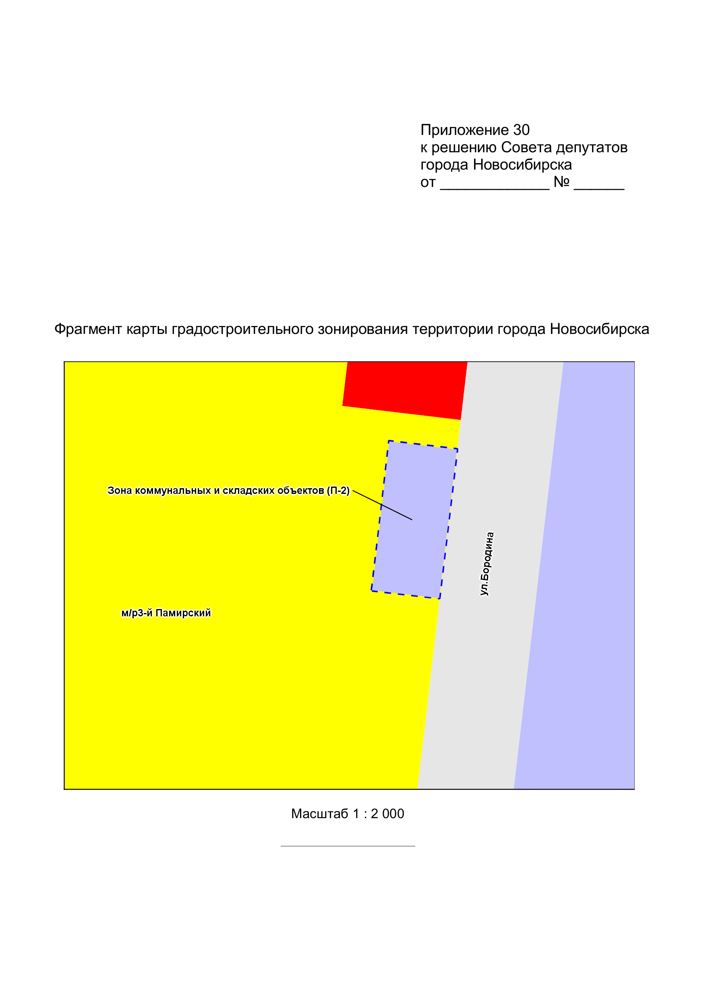 Приложение 30
к решению Совета депутатов
города Новосибирска
от _____________ № ______
Фрагмент карты градостроительного зонирования территории города Новосибирска
Зона коммунальных и складских объектов (П-2)
ул.Бородина
м/р3-й Памирский
Масштаб 1 : 2 000